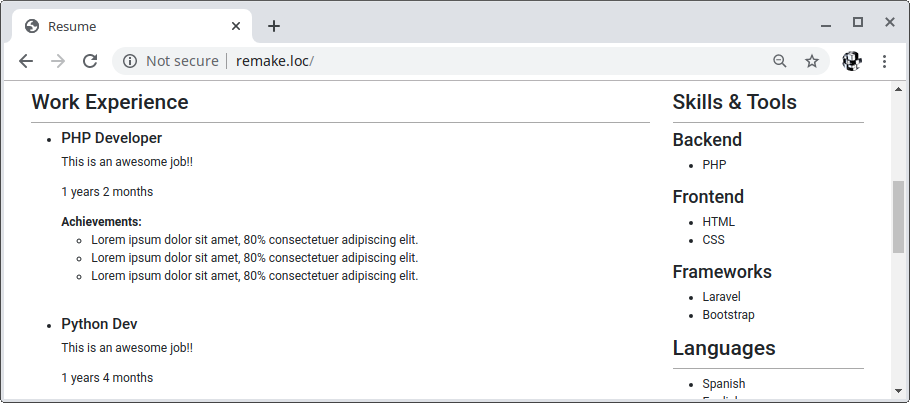 Resume
Not secure | remake.loc/
Work Experience
PHP Developer
This is an awesome job!!
1 years 2 months
Achievements:
Lorem ipsum dolor sit amet, 80% consectetuer adipiscing elit.
Lorem ipsum dolor sit amet, 80% consectetuer adipiscing elit.
Lorem ipsum dolor sit amet, 80% consectetuer adipiscing elit.
Python Dev
This is an awesome job!!
1 years 4 months
Skills & Tools
Backend
PHP
Frontend
HTML
CSS
Frameworks
Laravel
Bootstrap
Languages
Spanish